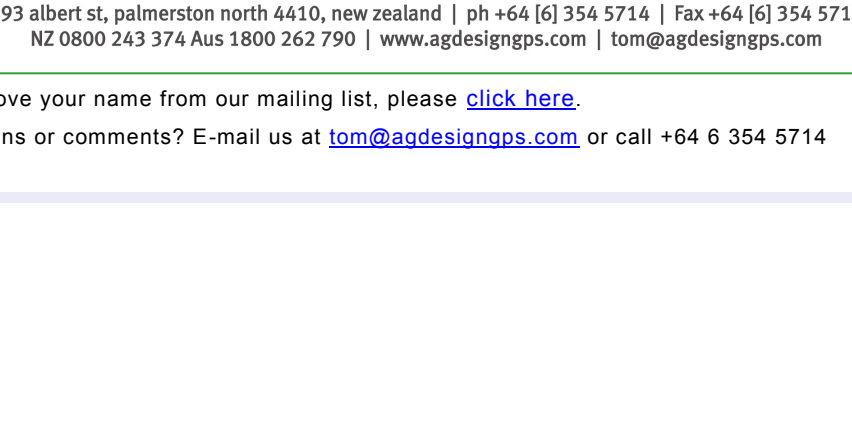 93 albert st, palmerston north 4410, new zealand | ph +64 [6] 354 5714 | Fax +64 [6] 354 571
NZ 0800 243 374 Aus 1800 262 790 | www.agdesigngps.com | tom@agdesigngps.com
ove your name from our mailing list, please click here.
ns or comments? E-mail us at tom@agdesigngps.com or call +64 6 354 5714